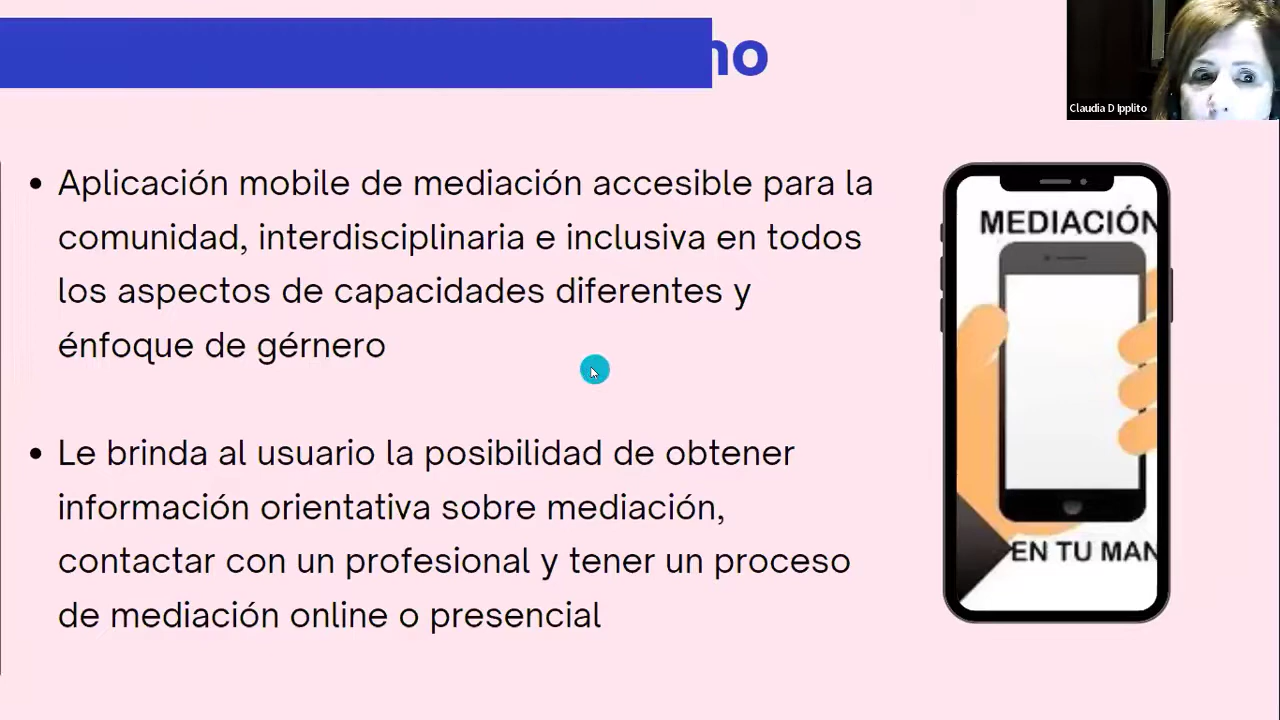 no
Claudia D Ipplito
• Aplicación mobile de mediación accesible para la
comunidad, interdisciplinaria e inclusiva en todos
los aspectos de capacidades diferentes y
énfoque de gérnero
• Le brinda al usuario la posibilidad de obtener
información orientativa sobre mediación,
contactar con un profesional y tener un proceso
de mediación online o presencial
MEDIACIÓN
EN TU MAN